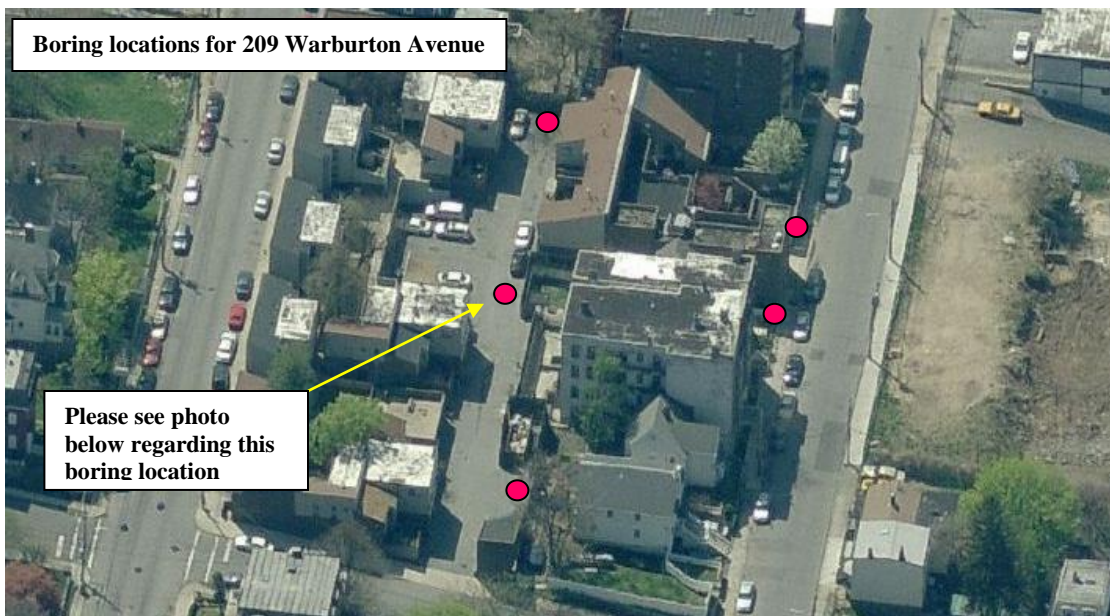 Boring locations for 209 Warburton Avenue
Please see photo
below regarding this
boring location